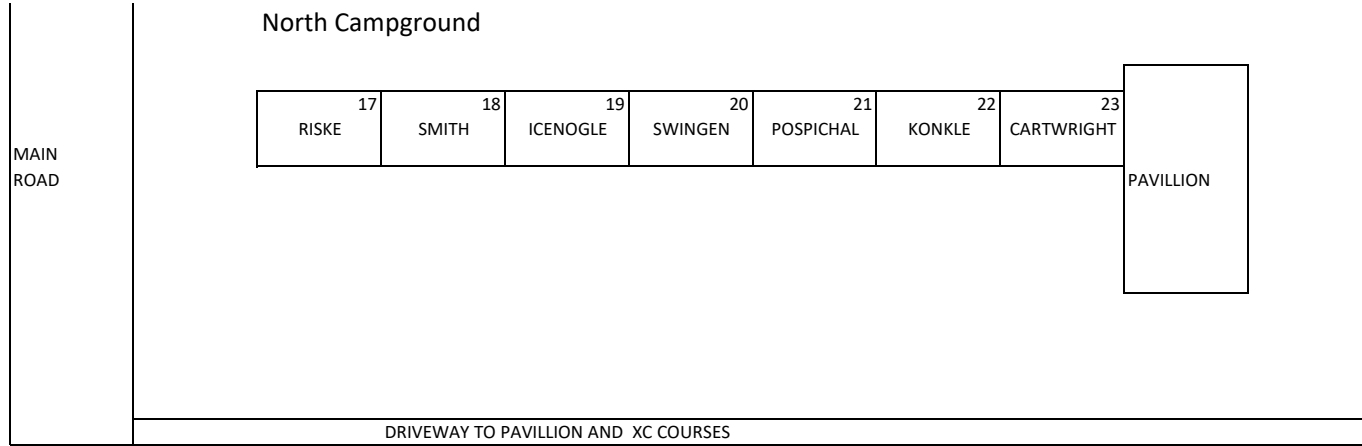 North Campground
17 18 19 20 21 22 23
RISKE SMITH ICENOGLE SWINGEN POSPICHAL KONKLE CARTWRIGHT
MAIN
ROAD
PAVILLION
DRIVEWAY TO PAVILLION AND XC COURSES